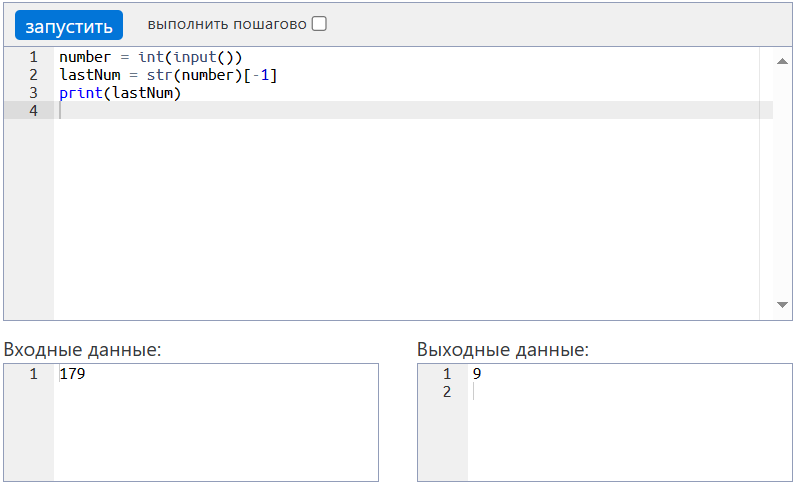 запустить выполнить пошагово
1 number = int(input())
2 lastNum = str(number)[-1]
3 print(lastNum)
4
Входные данные:
1 179
Выходные данные:
1 9
2